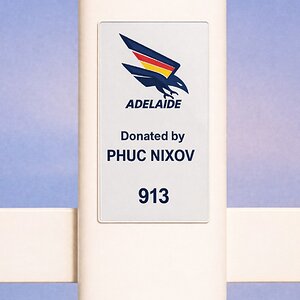 ADELAIDE
Donated by
PHUC NIXOV
913